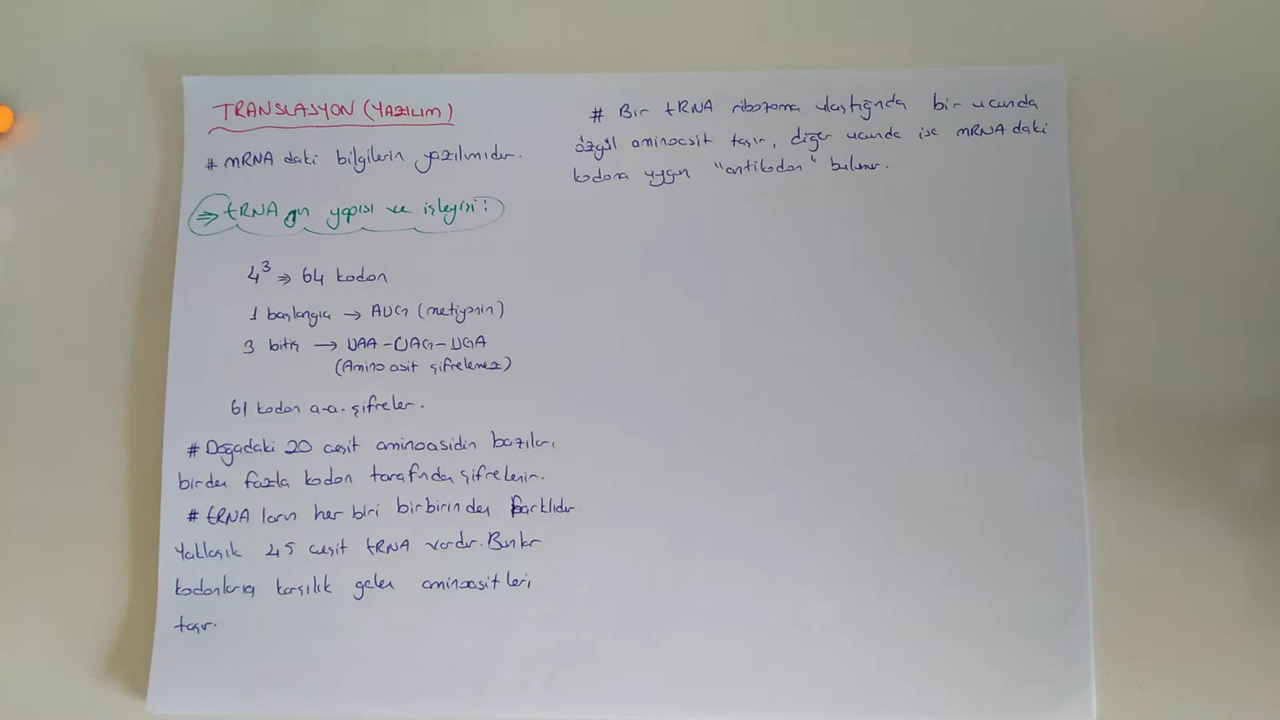 TRANSLASYON (YAZILIM)
# mRNA daki bilgilerin yazılımıdır.
⇒ tRNA ın yapısı ve işleyişi:
4³ ⇒ 64 kodon
1 başlangıç → AUG (metiyonin)
3 bitiş → UAA - UAG - UGA
(Amino asit şifrelemez)
61 kodon a.a. şifreler.
# Doğadaki 20 çeşit aminoasidin bazıları
birden fazla kodon tarafından şifrelenir.
# tRNA ların her biri birbirinden farklıdır
Yaklaşık 45 çeşit tRNA vardır. Bunlar
kodonlara karşılık gelen aminoasitleri
taşır.
# Bir tRNA ribozoma ulaştığında bir ucunda
özgül aminoasit taşır, diğer ucunda ise mRNA daki
kodona uygun "antikodon" bulunur.